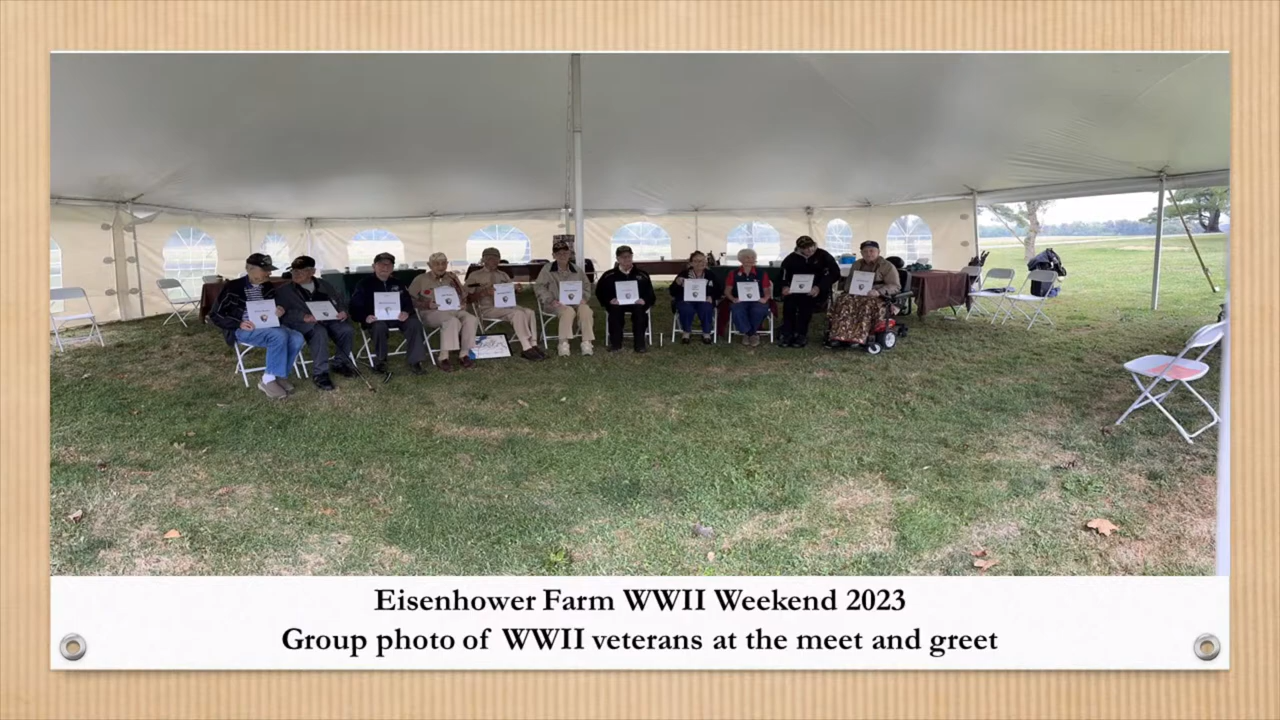 Eisenhower Farm WWII Weekend 2023
Group photo of WWII veterans at the meet and greet